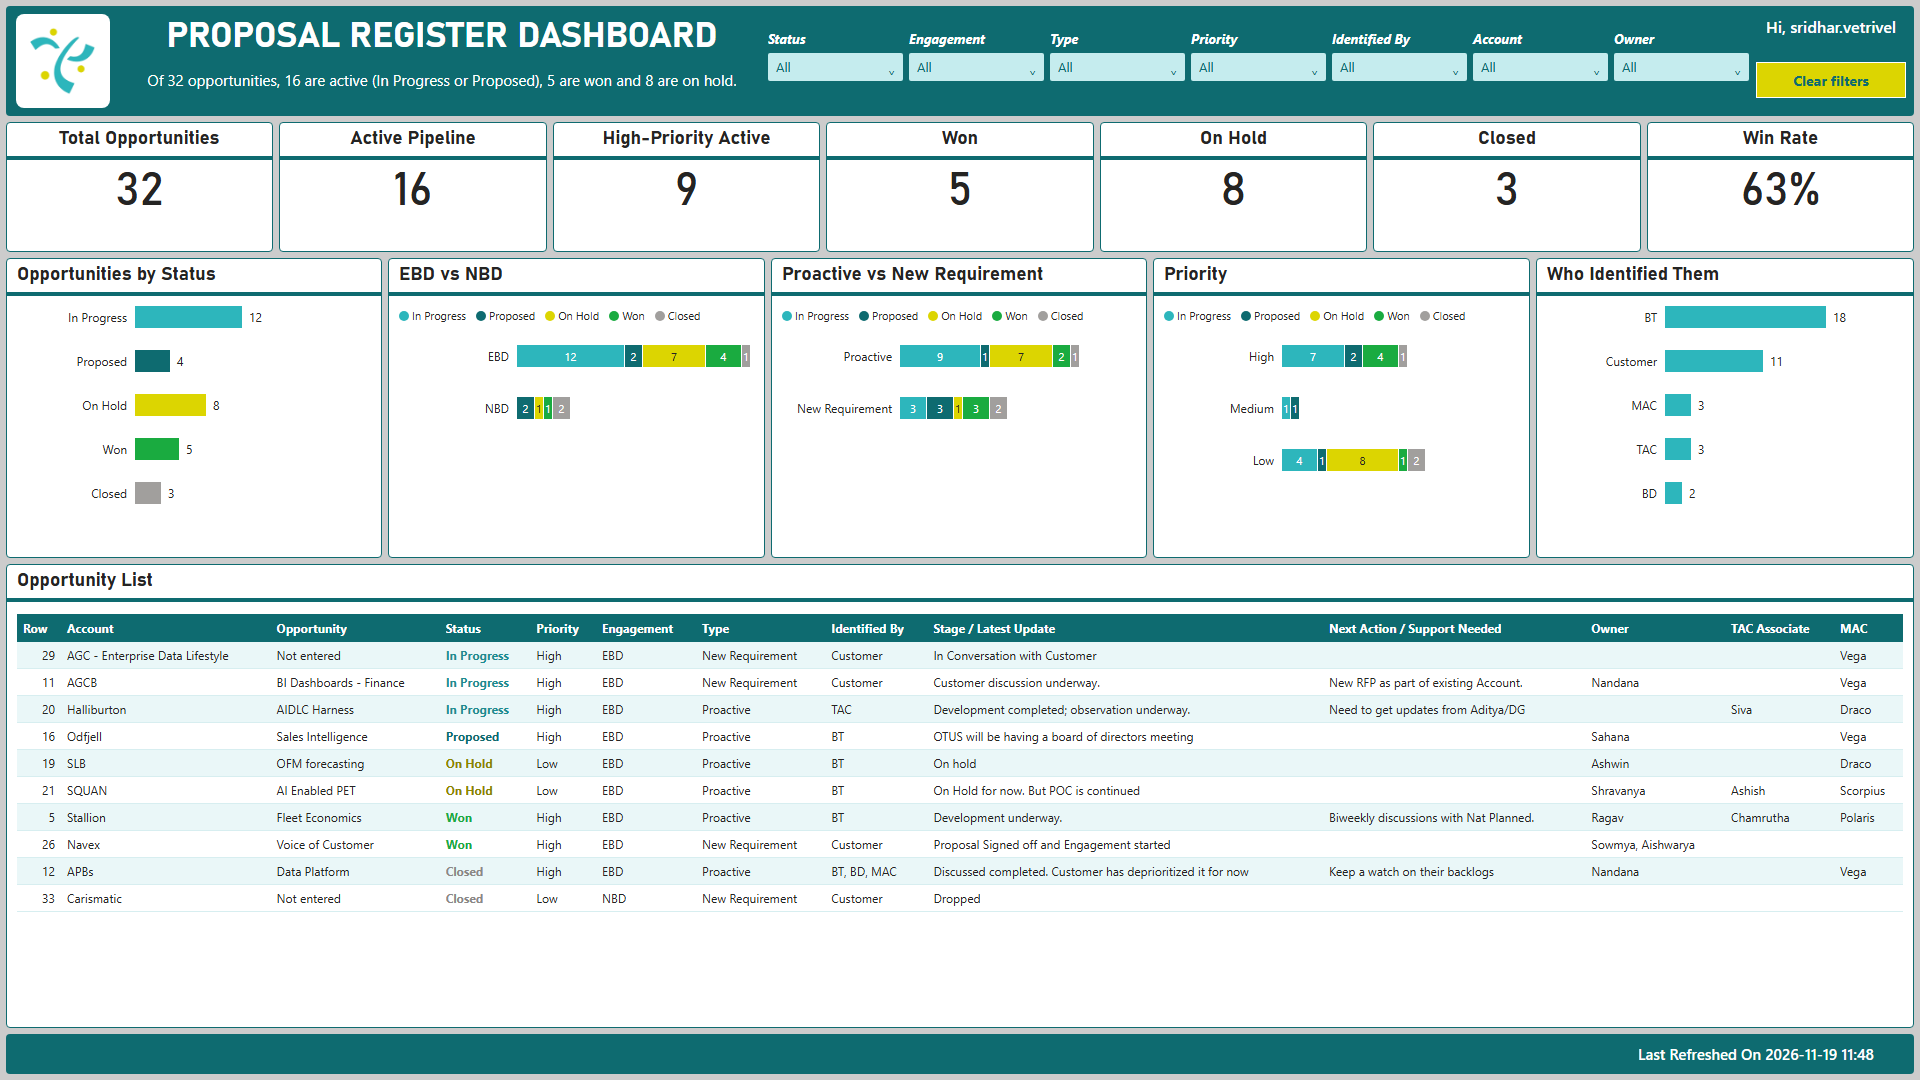 PROPOSAL REGISTER DASHBOARD
Of 32 opportunities, 16 are active (In Progress or Proposed), 5 are won and 8 are on hold.
Status Engagement Type Priority Identified By Account Owner
All All All All All All All
Hi, sridhar.vetrivel
Clear filters
Total Opportunities Active Pipeline High-Priority Active Won On Hold Closed Win Rate
32 16 9 5 8 3 63%
Opportunities by Status
In Progress 12
Proposed 4
On Hold 8
Won 5
Closed 3
EBD vs NBD
In Progress Proposed On Hold Won Closed
EBD 12 2 7 4 1
NBD 2 1 1 2
Proactive vs New Requirement
In Progress Proposed On Hold Won Closed
Proactive 9 1 7 2 1
New Requirement 3 3 1 3 2
Priority
In Progress Proposed On Hold Won Closed
High 7 2 4 1
Medium 1 1
Low 4 1 8 1 2
Who Identified Them
BT 18
Customer 11
MAC 3
TAC 3
BD 2
Opportunity List
Row Account Opportunity Status Priority Engagement Type Identified By Stage / Latest Update Next Action / Support Needed Owner TAC Associate MAC
29 AGC - Enterprise Data Lifestyle Not entered In Progress High EBD New Requirement Customer In Conversation with Customer Vega
11 AGCB BI Dashboards - Finance In Progress High EBD New Requirement Customer Customer discussion underway. New RFP as part of existing Account. Nandana Vega
20 Halliburton AIDLC Harness In Progress High EBD Proactive TAC Development completed; observation underway. Need to get updates from Aditya/DG Siva Draco
16 Odfjell Sales Intelligence Proposed High EBD Proactive BT OTUS will be having a board of directors meeting Sahana Vega
19 SLB OFM forecasting On Hold Low EBD Proactive BT On hold Ashwin Draco
21 SQUAN AI Enabled PET On Hold Low EBD Proactive BT On Hold for now. But POC is continued Shravanya Ashish Scorpius
5 Stallion Fleet Economics Won High EBD Proactive BT Development underway. Biweekly discussions with Nat Planned. Ragav Chamrutha Polaris
26 Navex Voice of Customer Won High EBD New Requirement Customer Proposal Signed off and Engagement started Sowmya, Aishwarya
12 APBs Data Platform Closed High EBD Proactive BT, BD, MAC Discussed completed. Customer has deprioritized it for now Keep a watch on their backlogs Nandana Vega
33 Carismatic Not entered Closed Low NBD New Requirement Customer Dropped
Last Refreshed On 2026-11-19 11:48